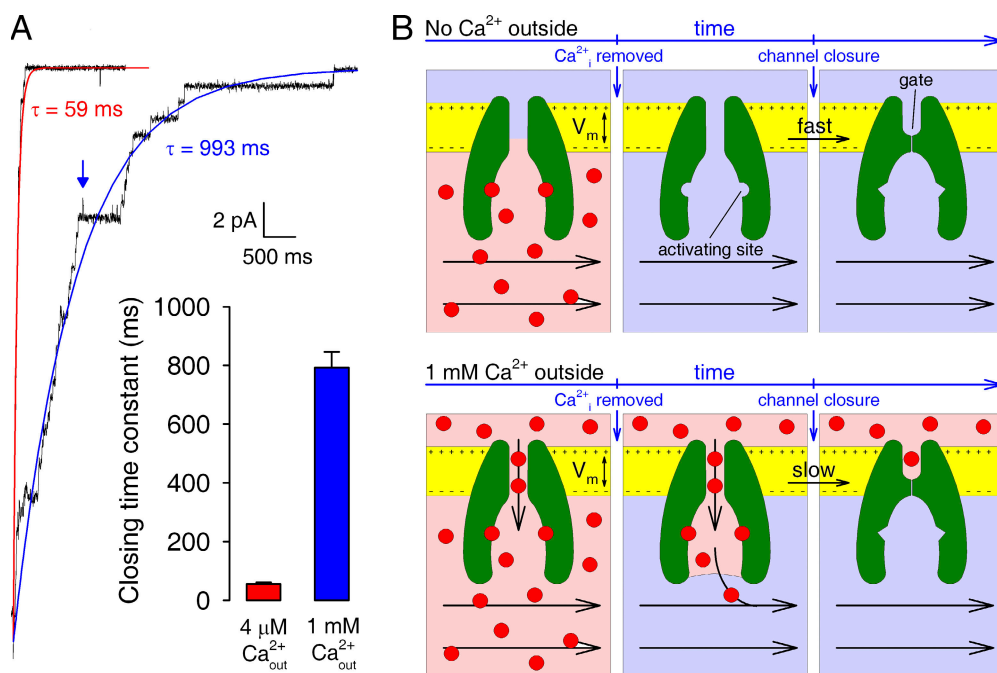 A
τ = 59 ms
τ = 993 ms
2 pA
500 ms
Closing time constant (ms)
1000
800
600
400
200
0
4 μM
Ca²⁺out
1 mM
Ca²⁺out
B
No Ca²⁺ outside
time
Ca²⁺i removed
channel closure
++++++++
Vm
- - - -
activating site
fast
gate
1 mM Ca²⁺ outside
time
Ca²⁺i removed
channel closure
Vm
slow